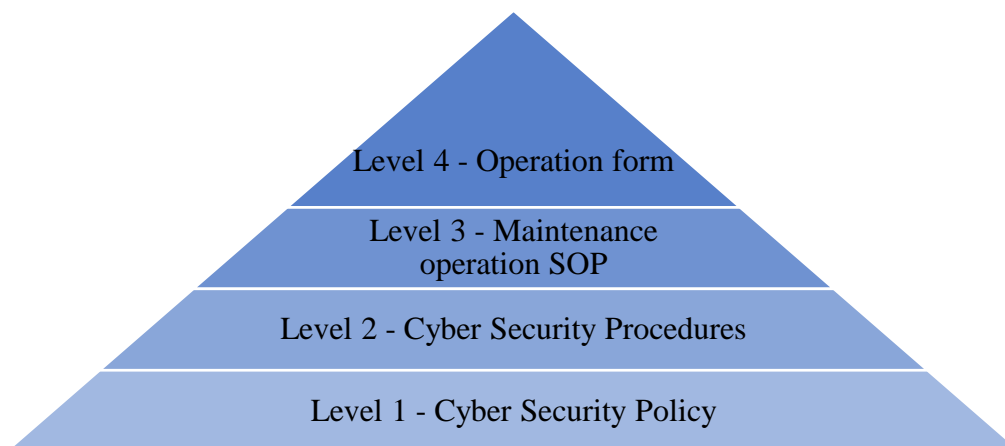 Level 4 - Operation form
Level 3 - Maintenance
operation SOP
Level 2 - Cyber Security Procedures
Level 1 - Cyber Security Policy